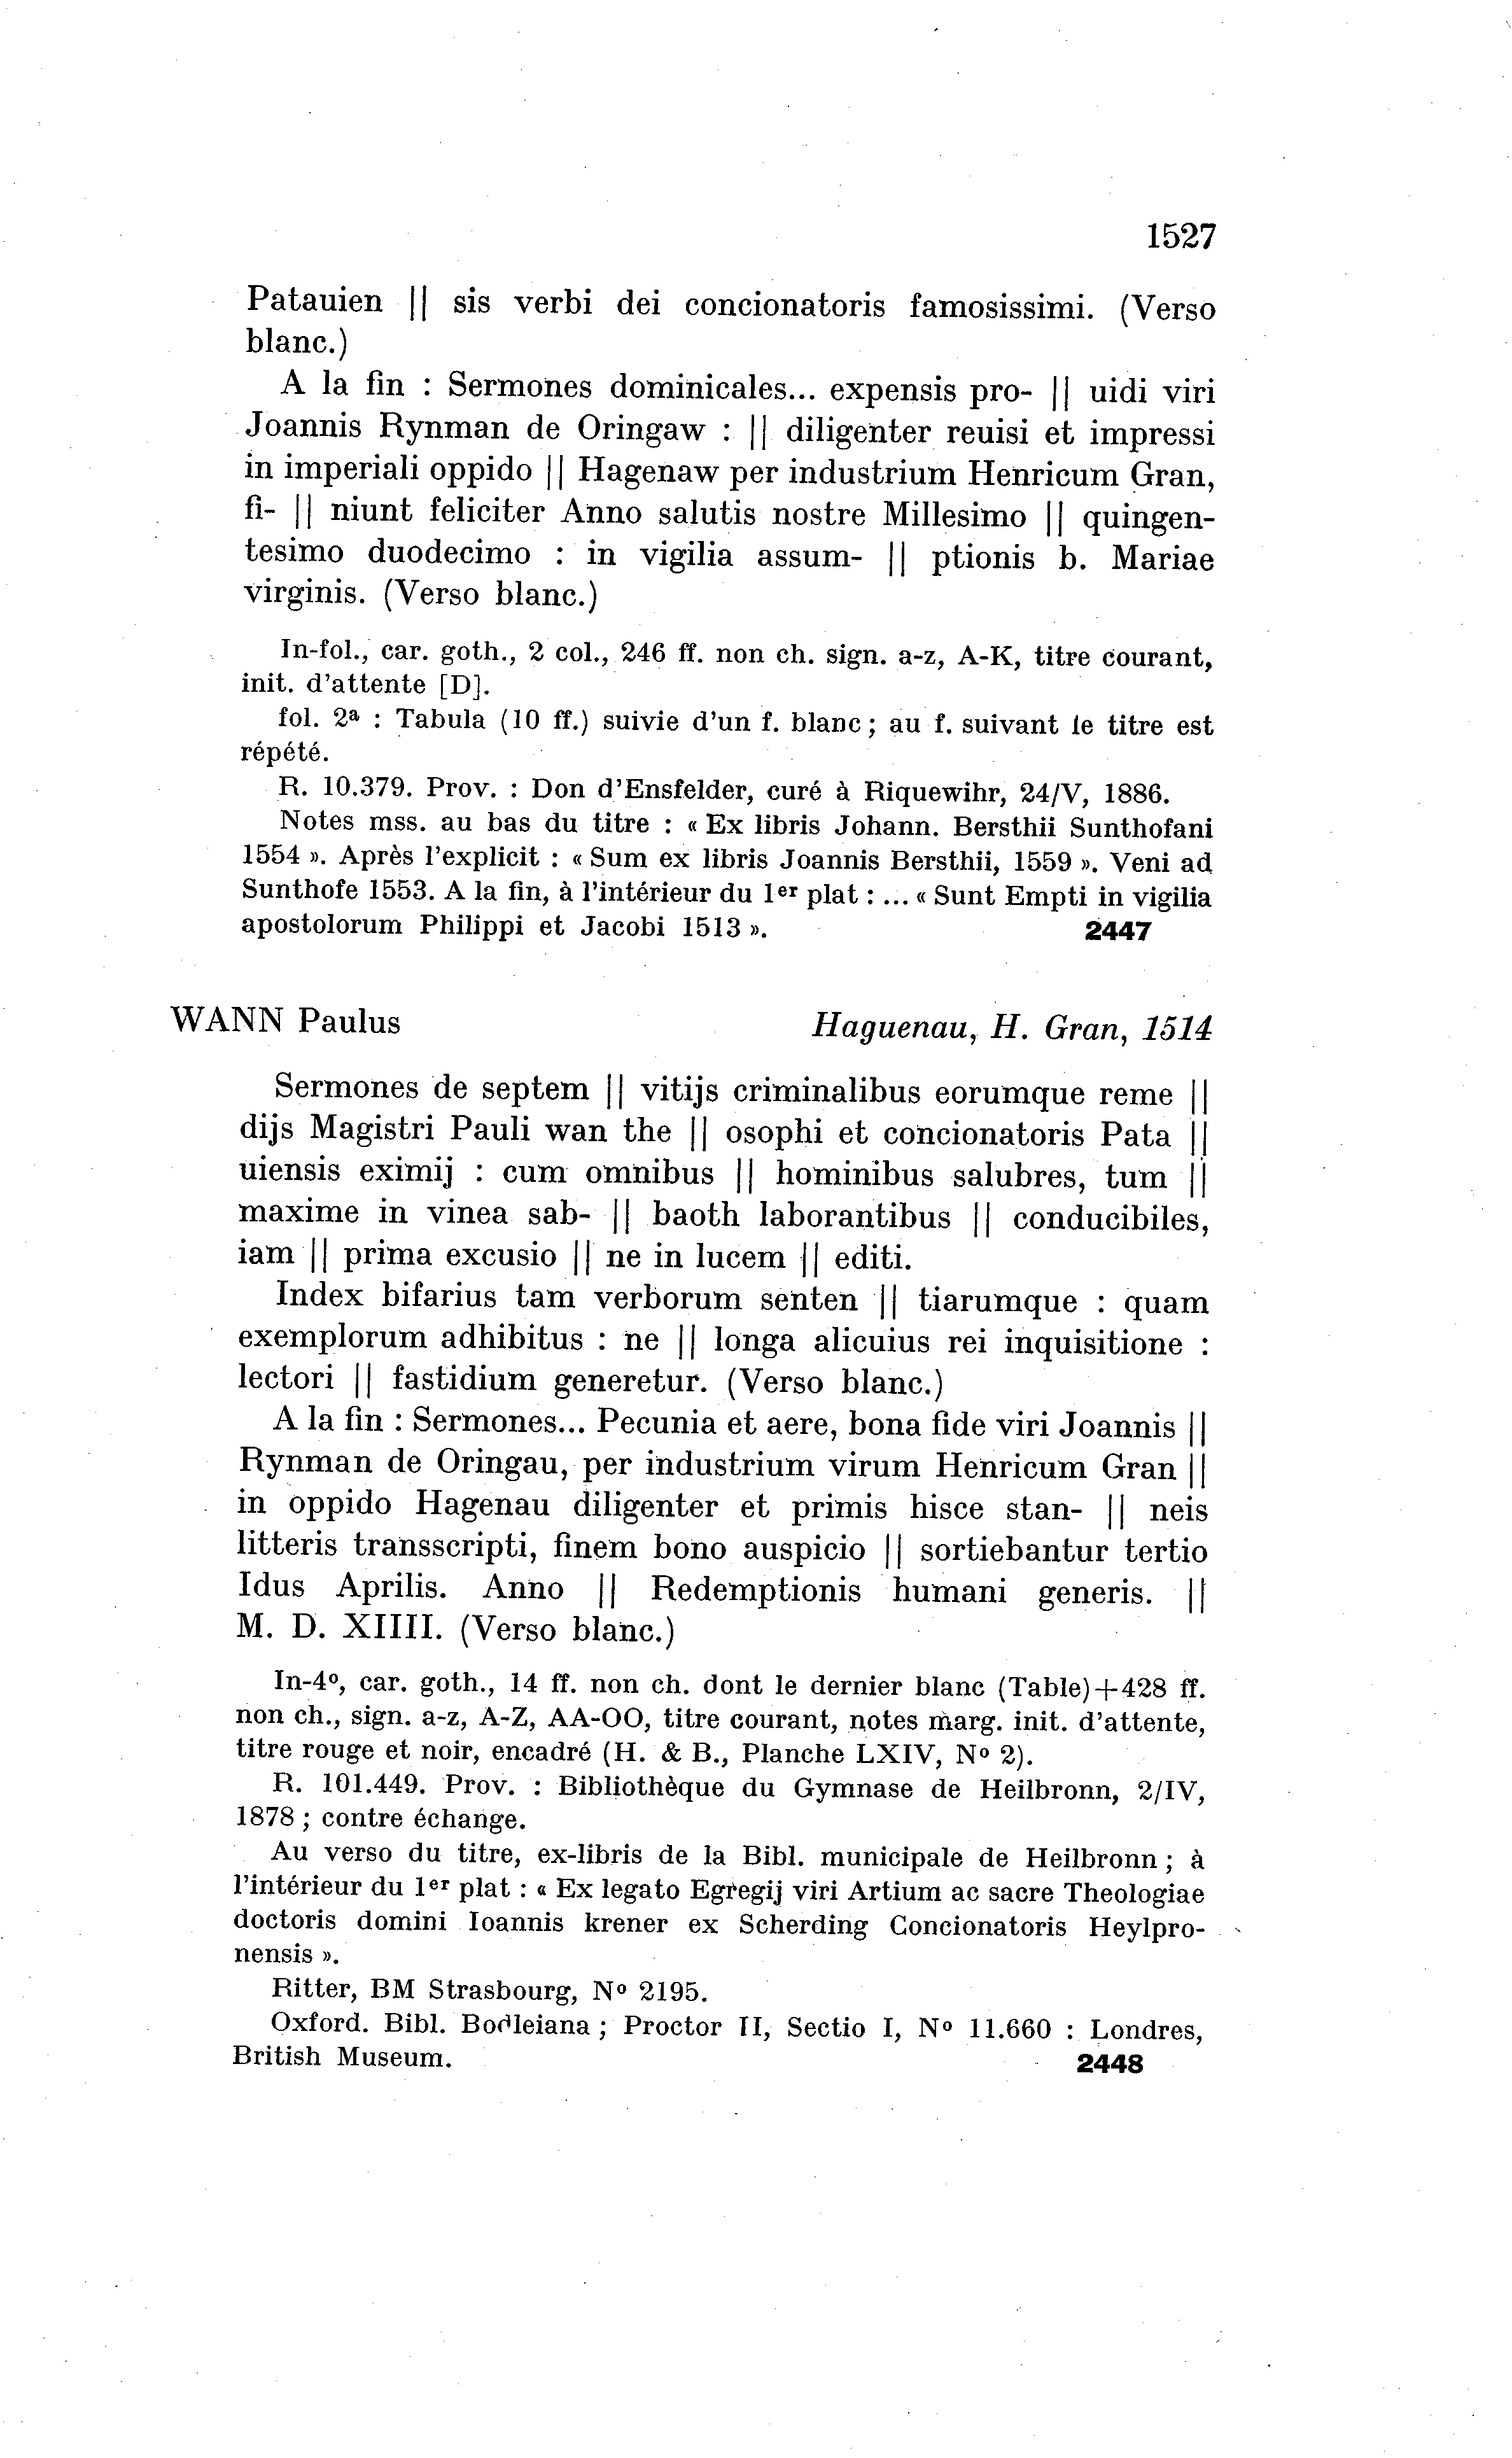 1527
Patauien || sis verbi dei concionatoris famosissimi. (Verso
blanc.)
A la fin : Sermones dominicales... expensis pro- || uidi viri
Joannis Rynman de Oringaw : || diligenter reuisi et impressi
in imperiali oppido || Hagenaw per industrium Henricum Gran,
fi- || niunt feliciter Anno salutis nostre Millesimo || quingen-
tesimo duodecimo : in vigilia assum- || ptionis b. Mariae
virginis. (Verso blanc.)
In-fol., car. goth., 2 col., 246 ff. non ch. sign. a-z, A-K, titre courant,
init. d'attente [D].
fol. 2ª : Tabula (10 ff.) suivie d'un f. blanc ; au f. suivant le titre est
répété.
R. 10.379. Prov. : Don d'Ensfelder, curé à Riquewihr, 24/V, 1886.
Notes mss. au bas du titre : « Ex libris Johann. Bersthii Sunthofani
1554 ». Après l'explicit : « Sum ex libris Joannis Bersthii, 1559 ». Veni ad
Sunthofe 1553. A la fin, à l'intérieur du 1er plat : ... « Sunt Empti in vigilia
apostolorum Philippi et Jacobi 1513 ». 2447
WANN Paulus Haguenau, H. Gran, 1514
Sermones de septem || vitijs criminalibus eorumque reme ||
dijs Magistri Pauli wan the || osophi et concionatoris Pata ||
uiensis eximij : cum omnibus || hominibus salubres, tum ||
maxime in vinea sab- || baoth laborantibus || conducibiles,
iam || prima excusio || ne in lucem || editi.
Index bifarius tam verborum senten || tiarumque : quam
exemplorum adhibitus : ne || longa alicuius rei inquisitione :
lectori || fastidium generetur. (Verso blanc.)
A la fin : Sermones... Pecunia et aere, bona fide viri Joannis ||
Rynman de Oringau, per industrium virum Henricum Gran ||
in oppido Hagenau diligenter et primis hisce stan- || neis
litteris transscripti, finem bono auspicio || sortiebantur tertio
Idus Aprilis. Anno || Redemptionis humani generis. ||
M. D. XIIII. (Verso blanc.)
In-4º, car. goth., 14 ff. non ch. dont le dernier blanc (Table)+428 ff.
non ch., sign. a-z, A-Z, AA-OO, titre courant, notes marg. init. d'attente,
titre rouge et noir, encadré (H. & B., Planche LXIV, Nº 2).
R. 101.449. Prov. : Bibliothèque du Gymnase de Heilbronn, 2/IV,
1878 ; contre échange.
Au verso du titre, ex-libris de la Bibl. municipale de Heilbronn ; à
l'intérieur du 1er plat : « Ex legato Egregij viri Artium ac sacre Theologiae
doctoris domini Ioannis krener ex Scherding Concionatoris Heylpro-
nensis ».
Ritter, BM Strasbourg, Nº 2195.
Oxford. Bibl. Bodleiana ; Proctor II, Sectio I, Nº 11.660 : Londres,
British Museum. 2448